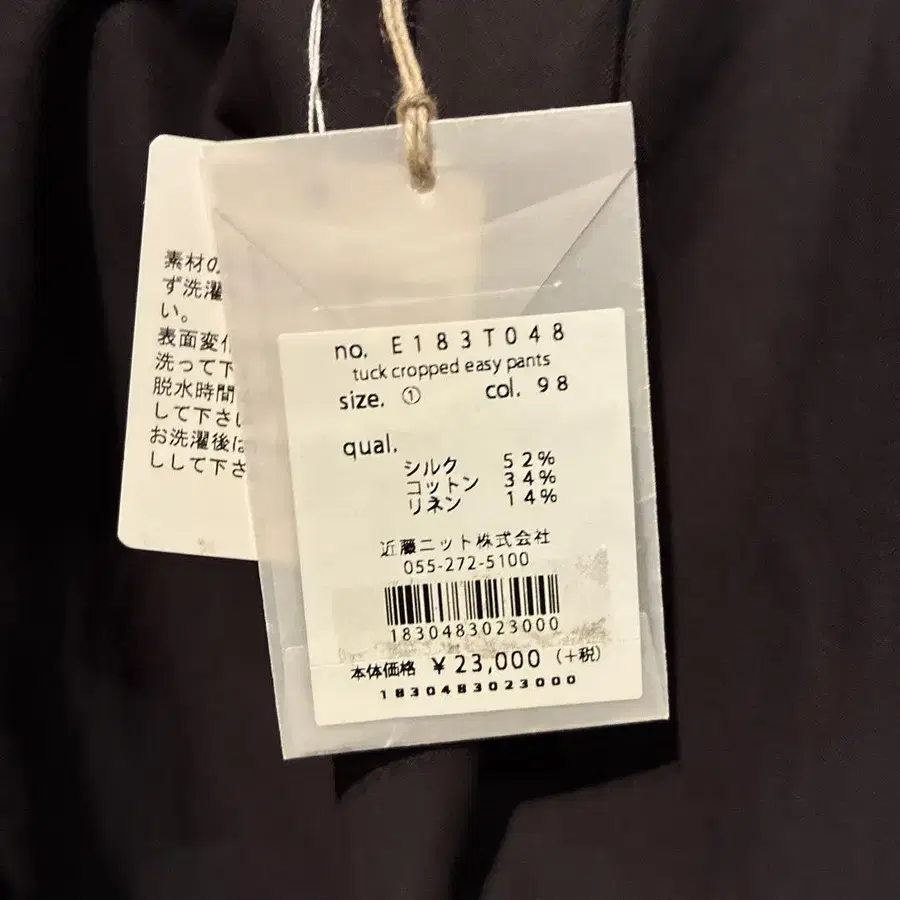 素材の
ず洗濯
い。
表面変
洗って下
脱水時間
して下さい
お洗濯後は
しして下さ
no. E183T048
tuck cropped easy pants
size. ① col. 98
qual.
シルク 52%
コットン 34%
リネン 14%
近藤ニット株式会社
055-272-5100
1830483023000
本体価格 ¥23,000 (+税)
1830483023000